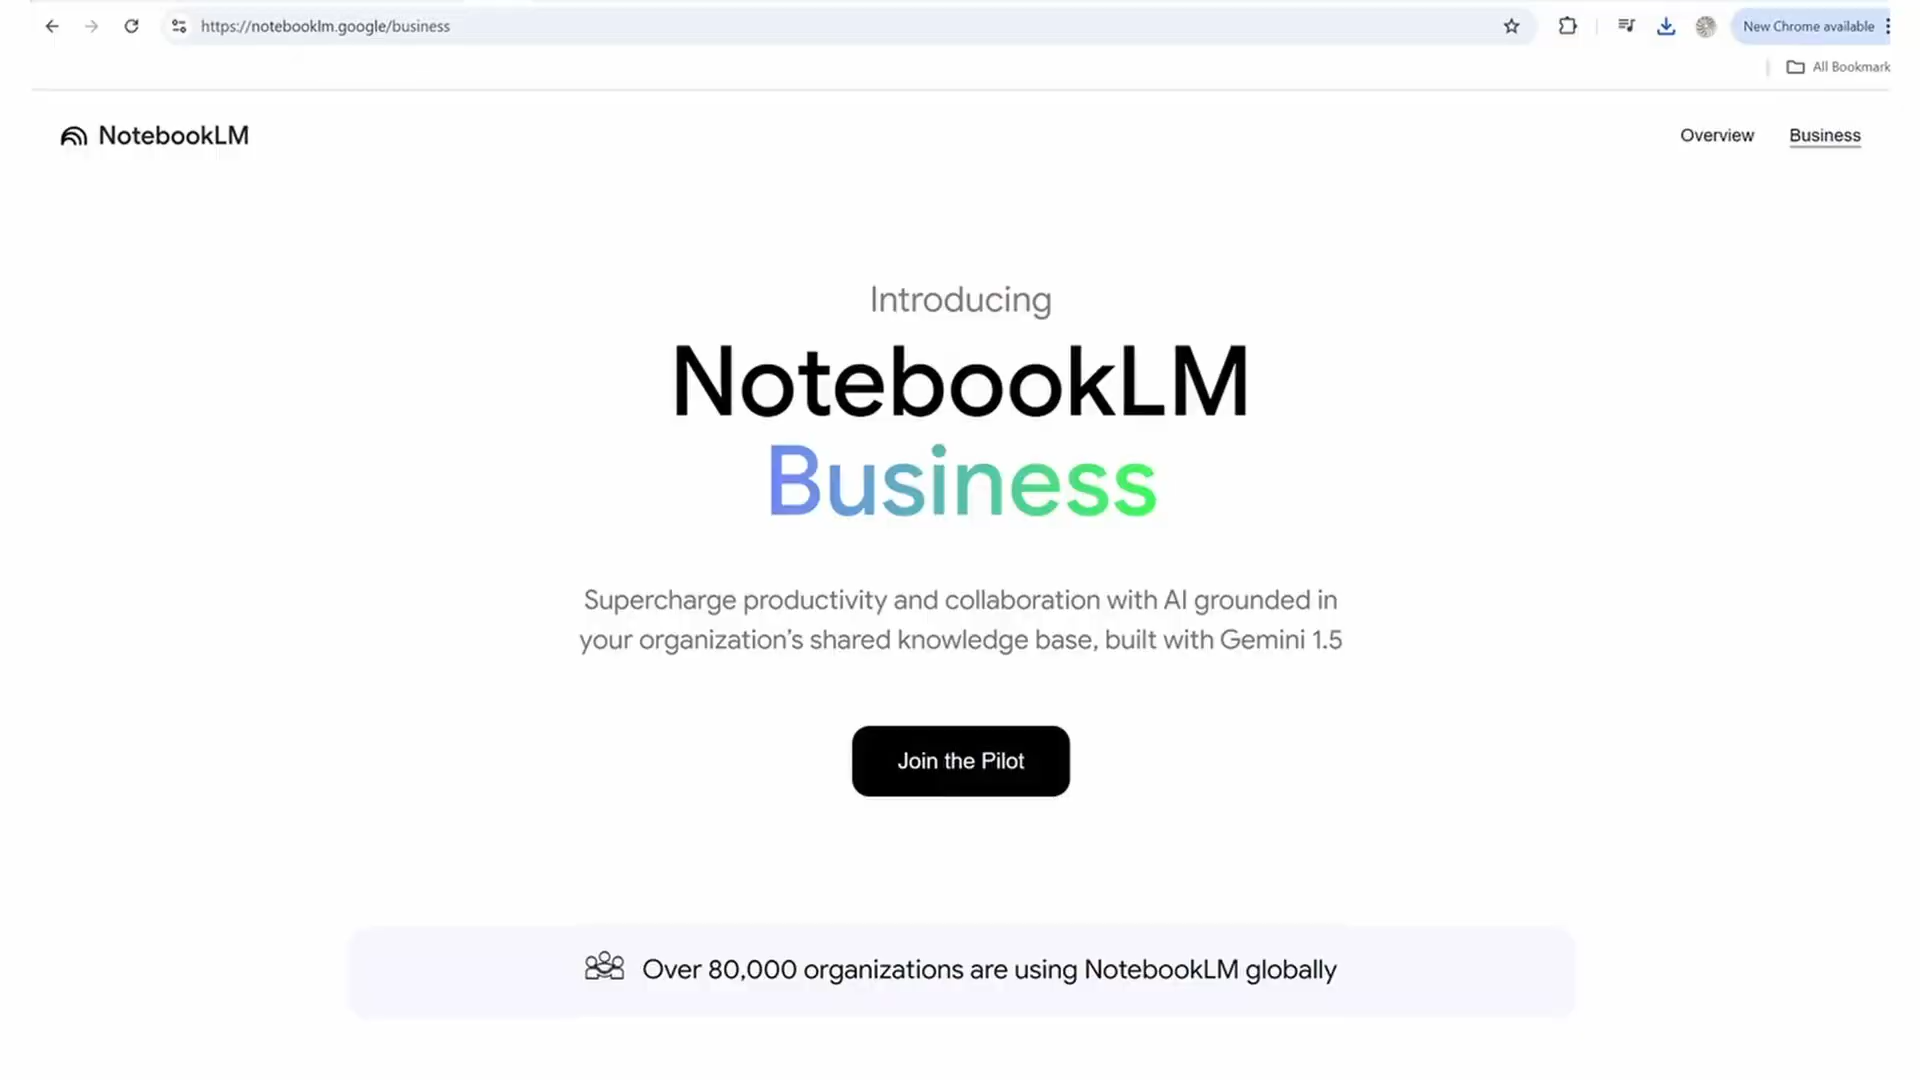 https://notebooklm.google/business
New Chrome available
All Bookmark
NotebookLM
Overview
Business
Introducing
NotebookLM
Business
Supercharge productivity and collaboration with AI grounded in
your organization’s shared knowledge base, built with Gemini 1.5
Join the Pilot
Over 80,000 organizations are using NotebookLM globally